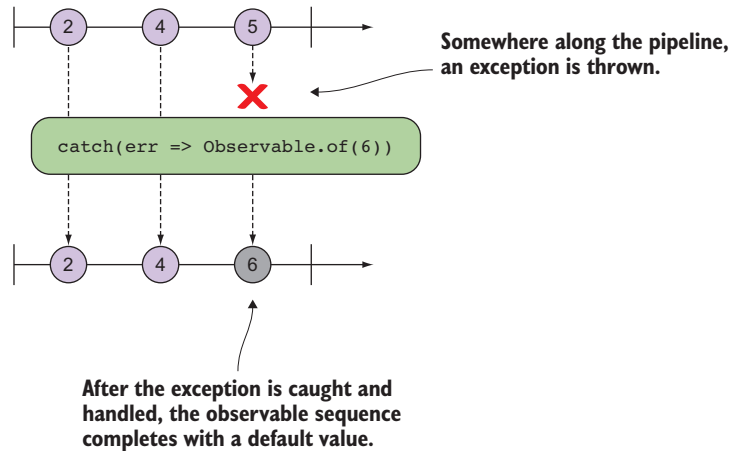 2
4
5
Somewhere along the pipeline,
an exception is thrown.
catch(err => Observable.of(6))
2
4
6
After the exception is caught and
handled, the observable sequence
completes with a default value.